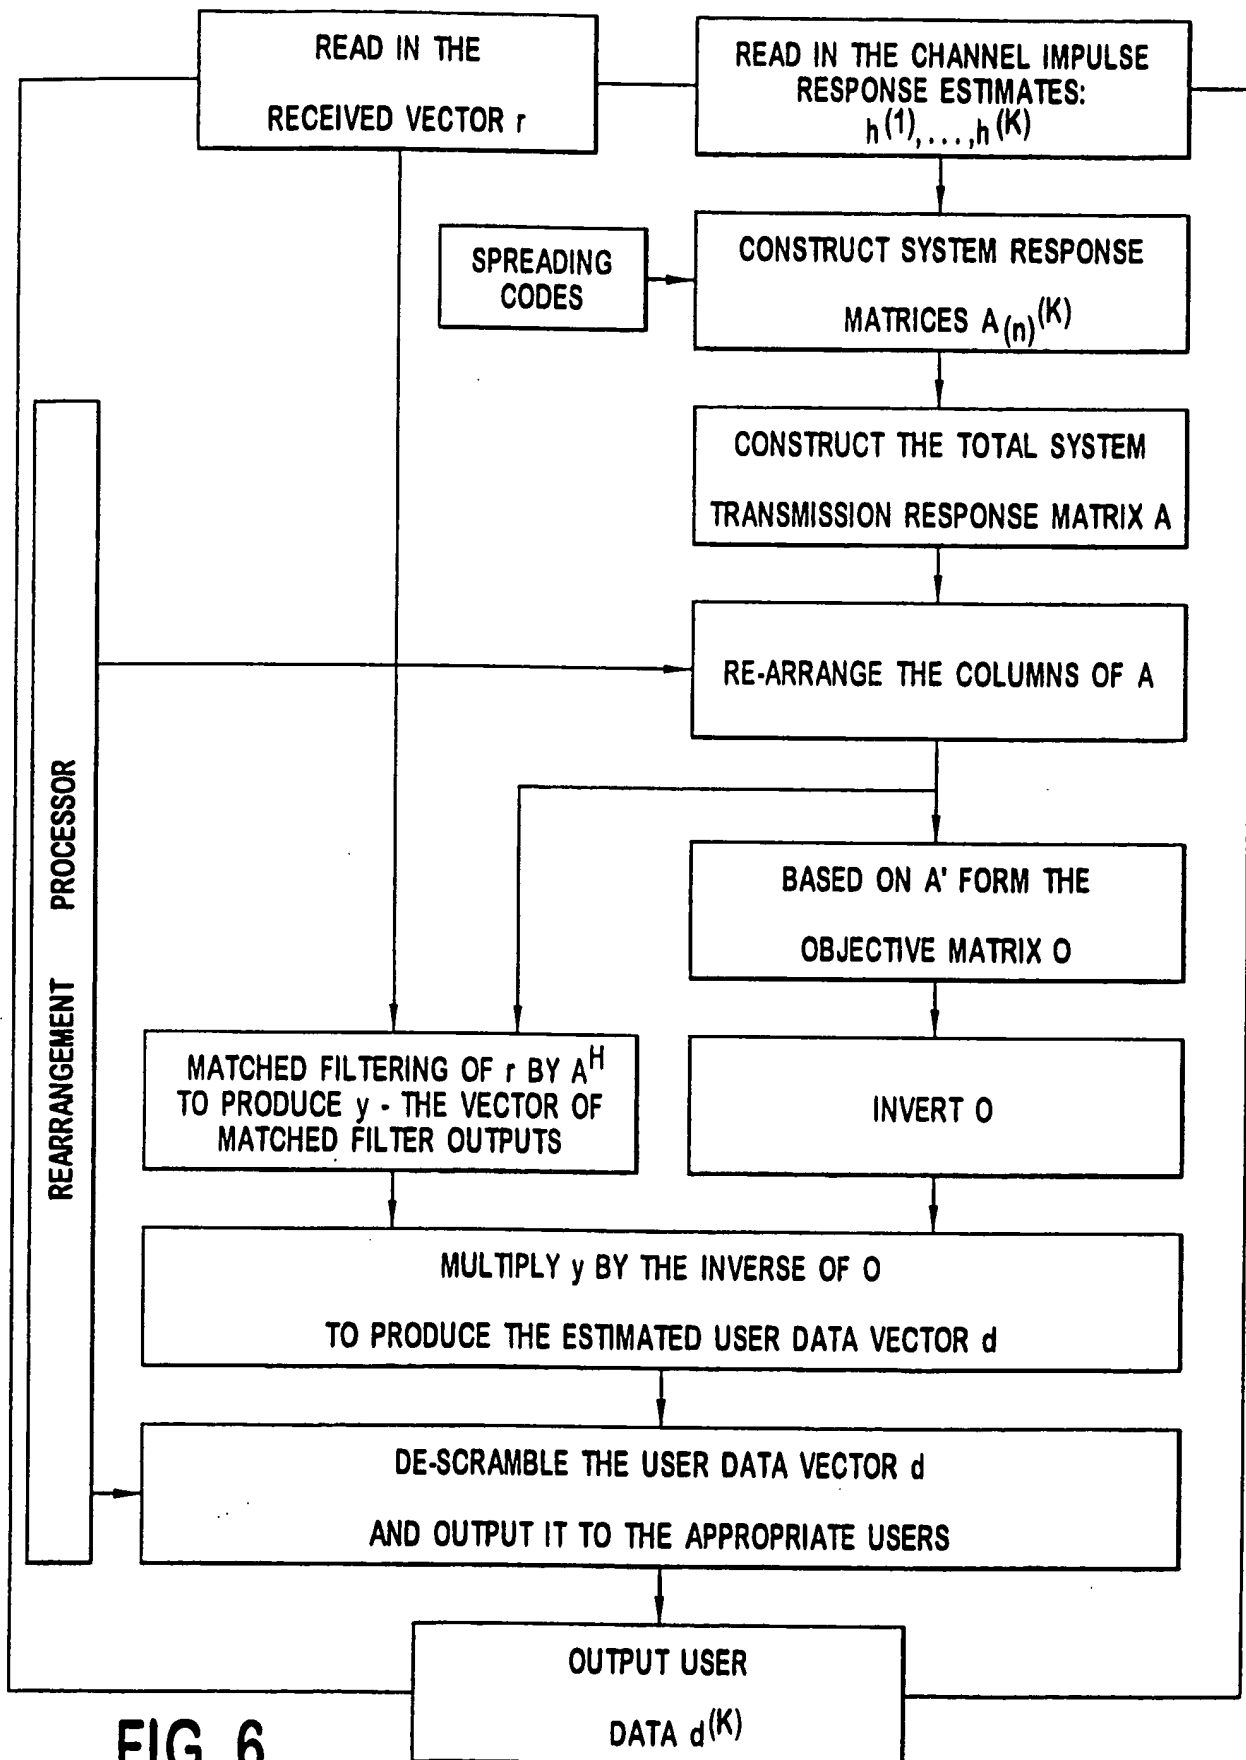 READ IN THE
RECEIVED VECTOR r
READ IN THE CHANNEL IMPULSE
RESPONSE ESTIMATES:
h(1),...,h(K)
SPREADING
CODES
CONSTRUCT SYSTEM RESPONSE
MATRICES A(n)(K)
CONSTRUCT THE TOTAL SYSTEM
TRANSMISSION RESPONSE MATRIX A
RE-ARRANGE THE COLUMNS OF A
REARRANGEMENT PROCESSOR
BASED ON A' FORM THE
OBJECTIVE MATRIX O
MATCHED FILTERING OF r BY AH
TO PRODUCE y - THE VECTOR OF
MATCHED FILTER OUTPUTS
INVERT O
MULTIPLY y BY THE INVERSE OF O
TO PRODUCE THE ESTIMATED USER DATA VECTOR d
DE-SCRAMBLE THE USER DATA VECTOR d
AND OUTPUT IT TO THE APPROPRIATE USERS
OUTPUT USER
DATA d(K)
FIG. 6